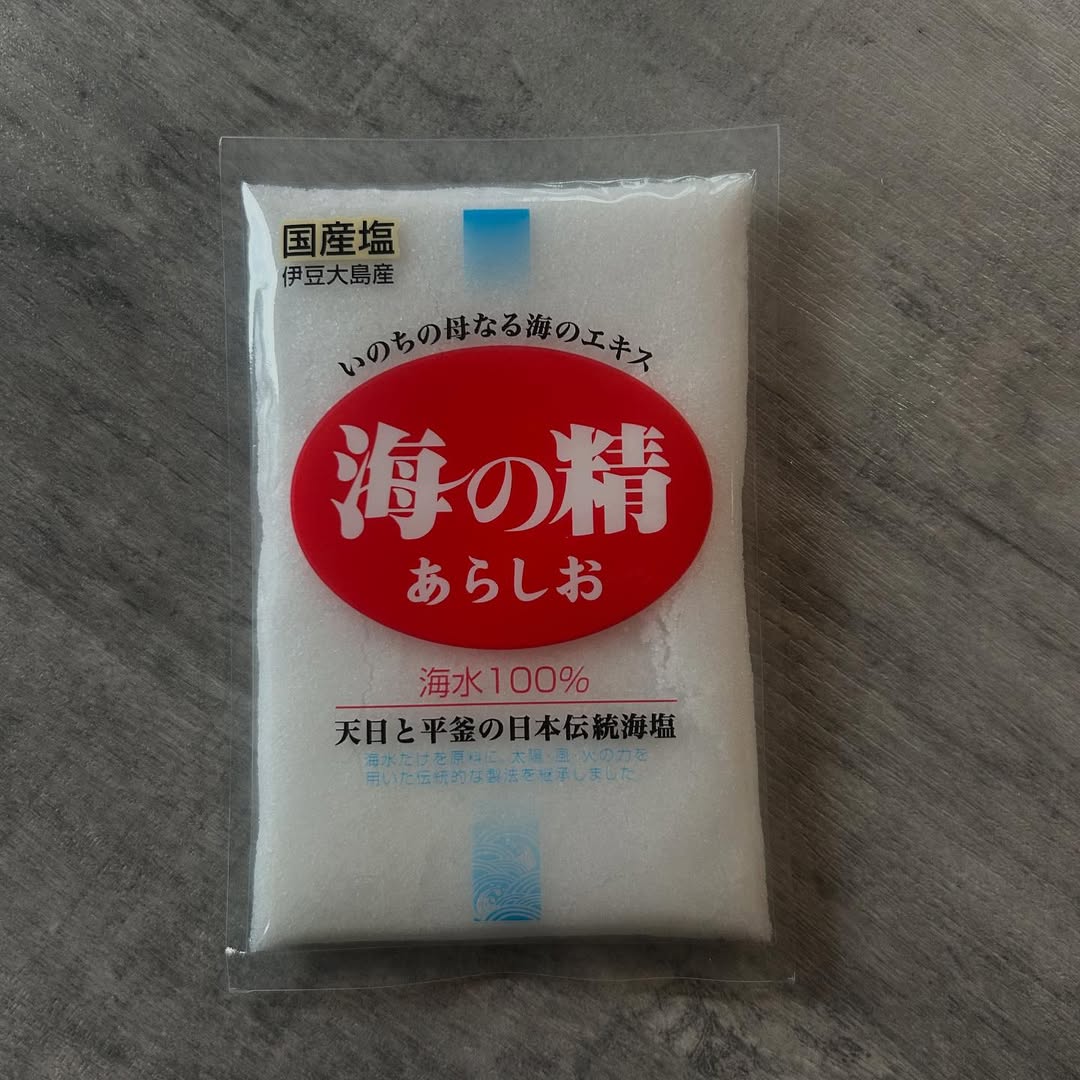 国産塩
伊豆大島産
いのちの母なる海のエキス
海の精
あらしお
海水100%
天日と平釜の日本伝統海塩
海水だけを原料に、太陽・風・火の力を
用いた伝統的な製法を継承しました